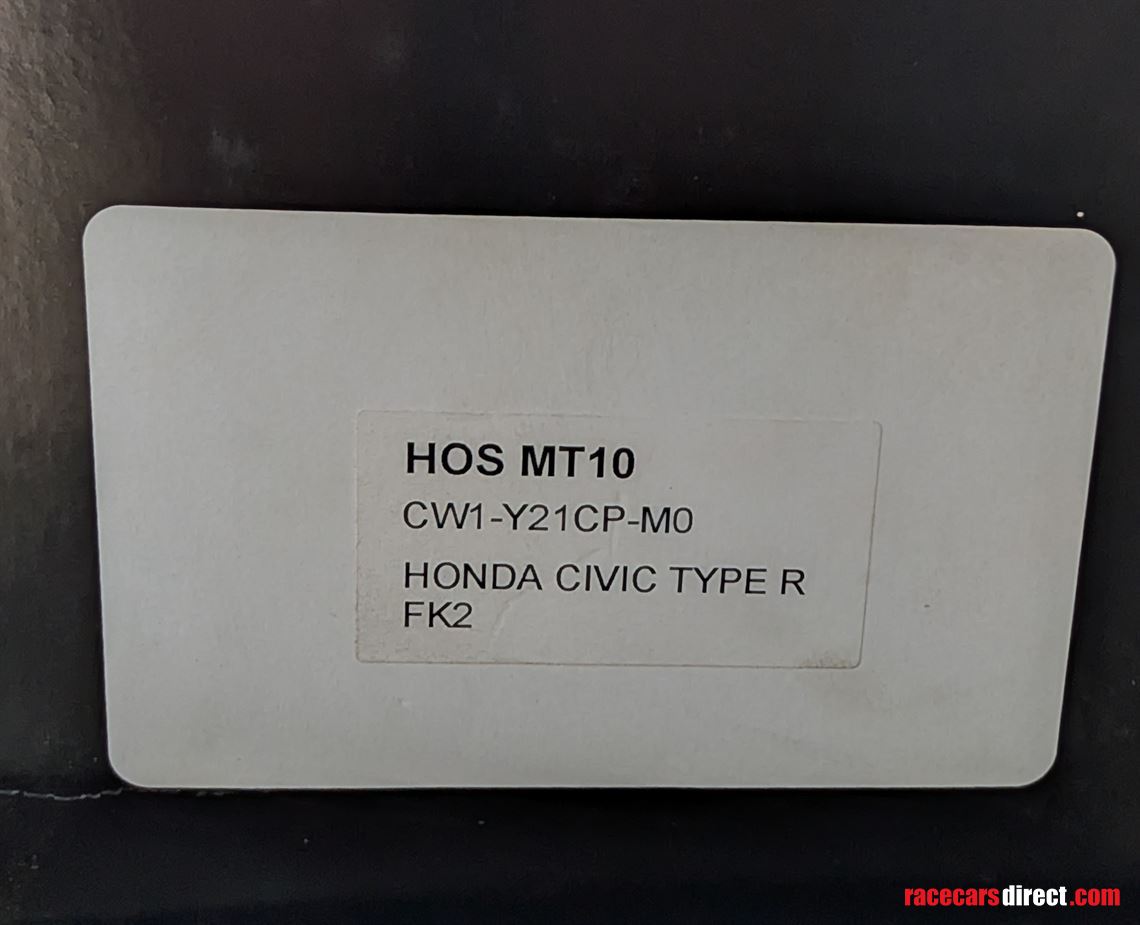 HOS MT10
CW1-Y21CP-M0
HONDA CIVIC TYPE R
FK2
racecarsdirect.com